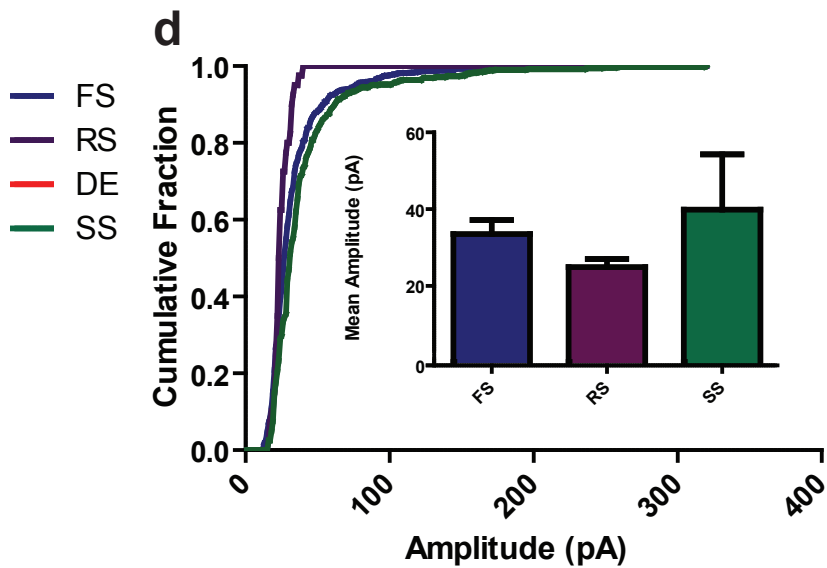 d
FS
RS
DE
SS
Cumulative Fraction
1.0
0.8
0.6
0.4
0.2
0.0
0
100
200
300
400
Amplitude (pA)
Mean Amplitude (pA)
60
40
20
0
FS
RS
SS